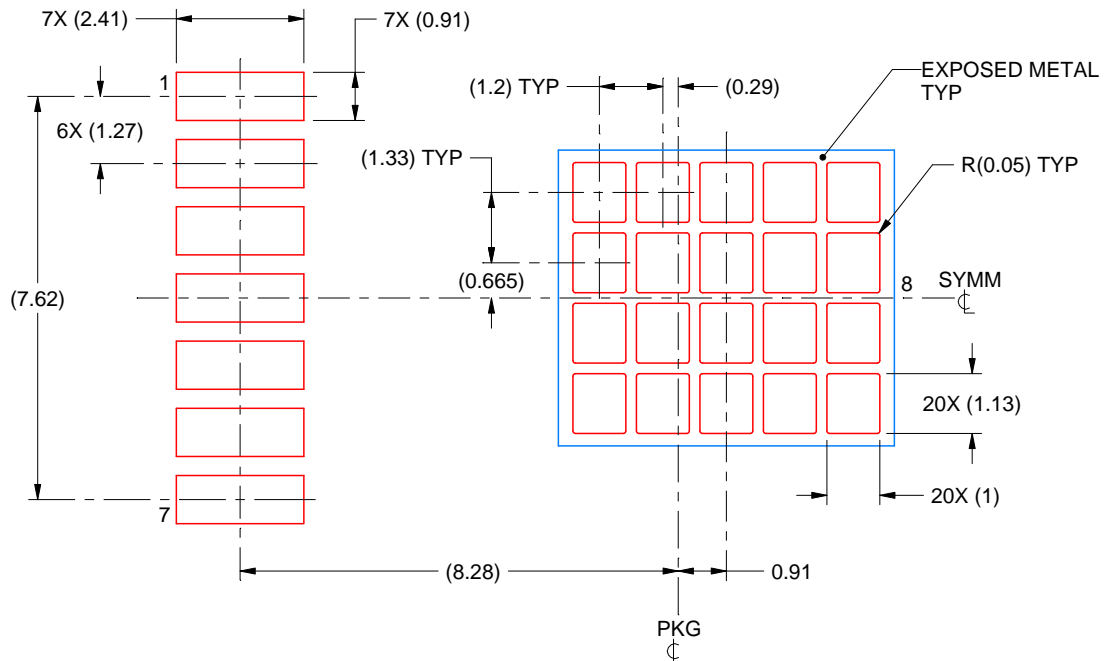 7X (2.41)
7X (0.91)
1
6X (1.27)
(7.62)
7
(1.2) TYP
(0.29)
EXPOSED METAL
TYP
(1.33) TYP
R(0.05) TYP
(0.665)
8
SYMM
20X (1.13)
20X (1)
(8.28)
0.91
PKG